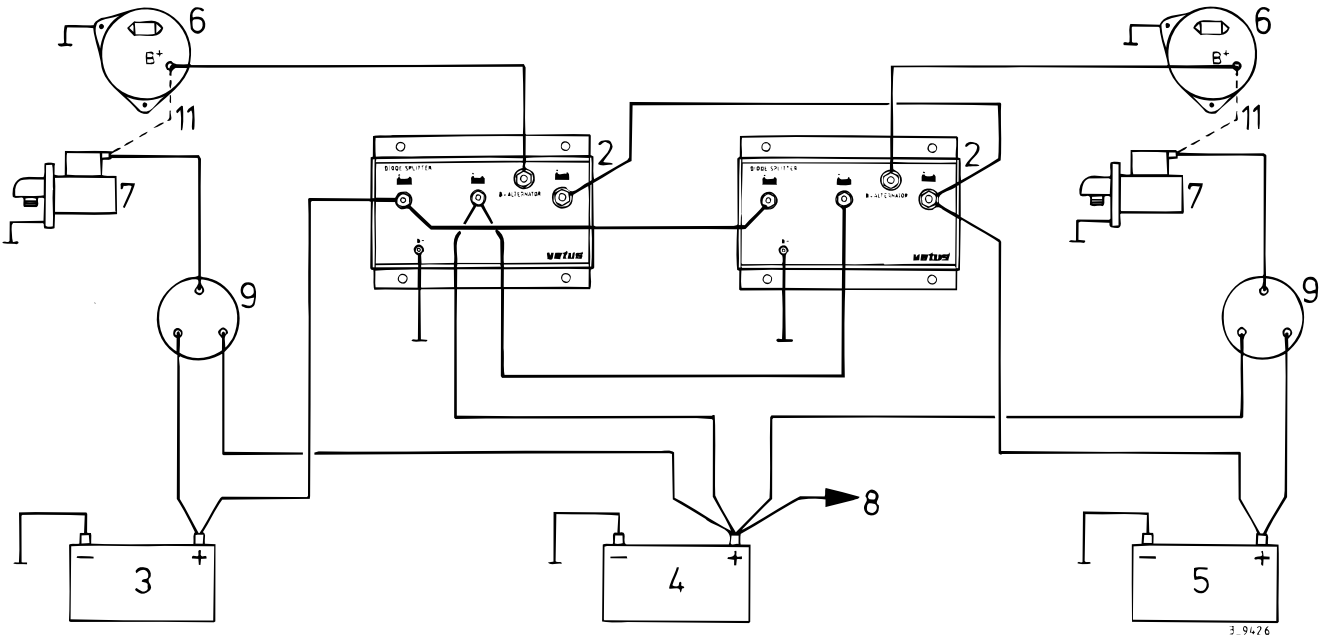 6
6
B+
B+
11
11
2
2
DIODE SPLITTER
DIODE SPLITTER
7
7
B+ALTERNATOR
B+ALTERNATOR
B-
B-
vetus
vetus
9
9
8
−
+
−
+
−
+
3
4
5
3_9426